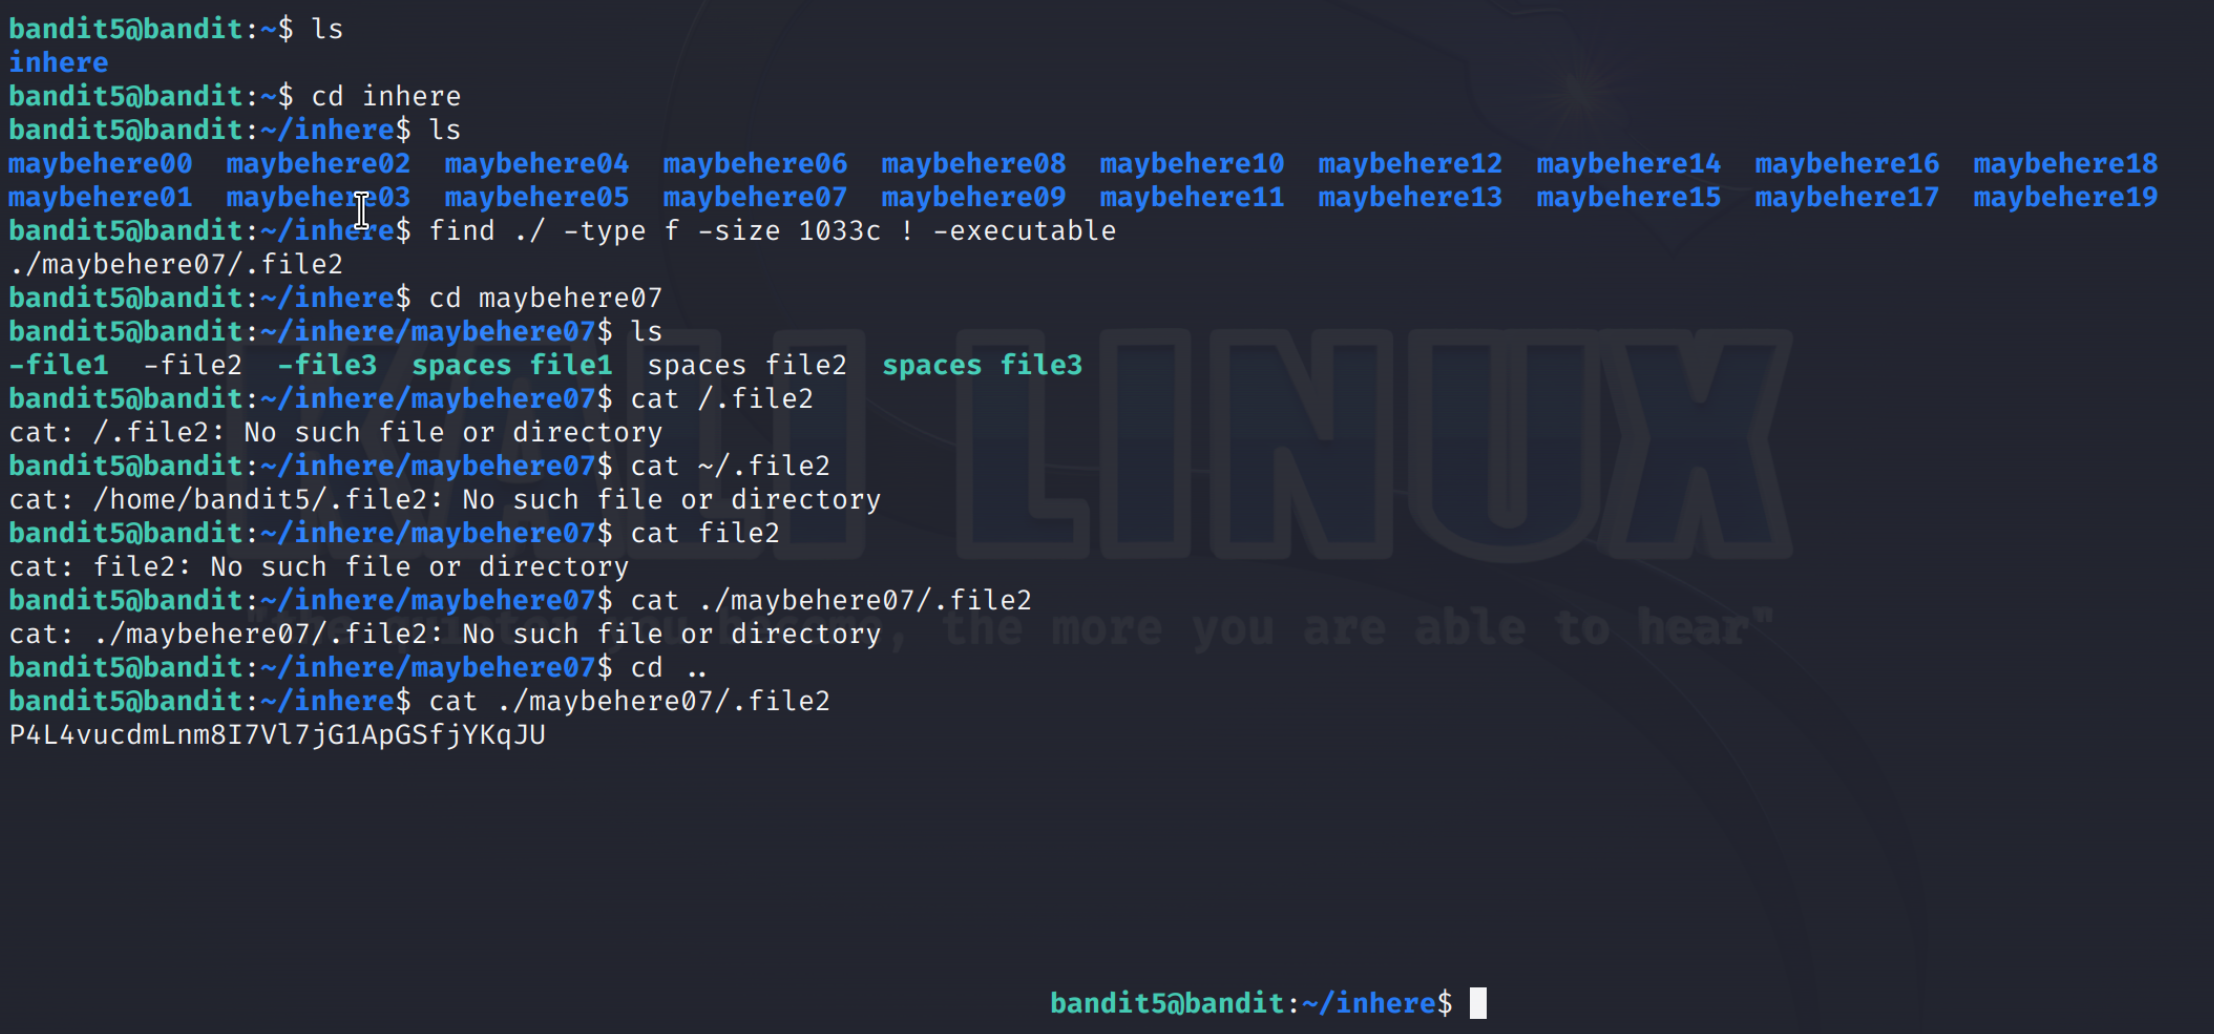 bandit5@bandit:~$ ls
inhere
bandit5@bandit:~$ cd inhere
bandit5@bandit:~/inhere$ ls
maybehere00  maybehere02  maybehere04  maybehere06  maybehere08  maybehere10  maybehere12  maybehere14  maybehere16  maybehere18
maybehere01  maybehere03  maybehere05  maybehere07  maybehere09  maybehere11  maybehere13  maybehere15  maybehere17  maybehere19
bandit5@bandit:~/inhere$ find ./ -type f -size 1033c ! -executable
./maybehere07/.file2
bandit5@bandit:~/inhere$ cd maybehere07
bandit5@bandit:~/inhere/maybehere07$ ls
-file1  -file2  -file3  spaces file1  spaces file2  spaces file3
bandit5@bandit:~/inhere/maybehere07$ cat /.file2
cat: /.file2: No such file or directory
bandit5@bandit:~/inhere/maybehere07$ cat ~/.file2
cat: /home/bandit5/.file2: No such file or directory
bandit5@bandit:~/inhere/maybehere07$ cat file2
cat: file2: No such file or directory
bandit5@bandit:~/inhere/maybehere07$ cat ./maybehere07/.file2
cat: ./maybehere07/.file2: No such file or directory
bandit5@bandit:~/inhere/maybehere07$ cd ..
bandit5@bandit:~/inhere$ cat ./maybehere07/.file2
P4L4vucdmLnm8I7Vl7jG1ApGSfjYKqJU
bandit5@bandit:~/inhere$
KALI LINUX
the more you are able to hear"